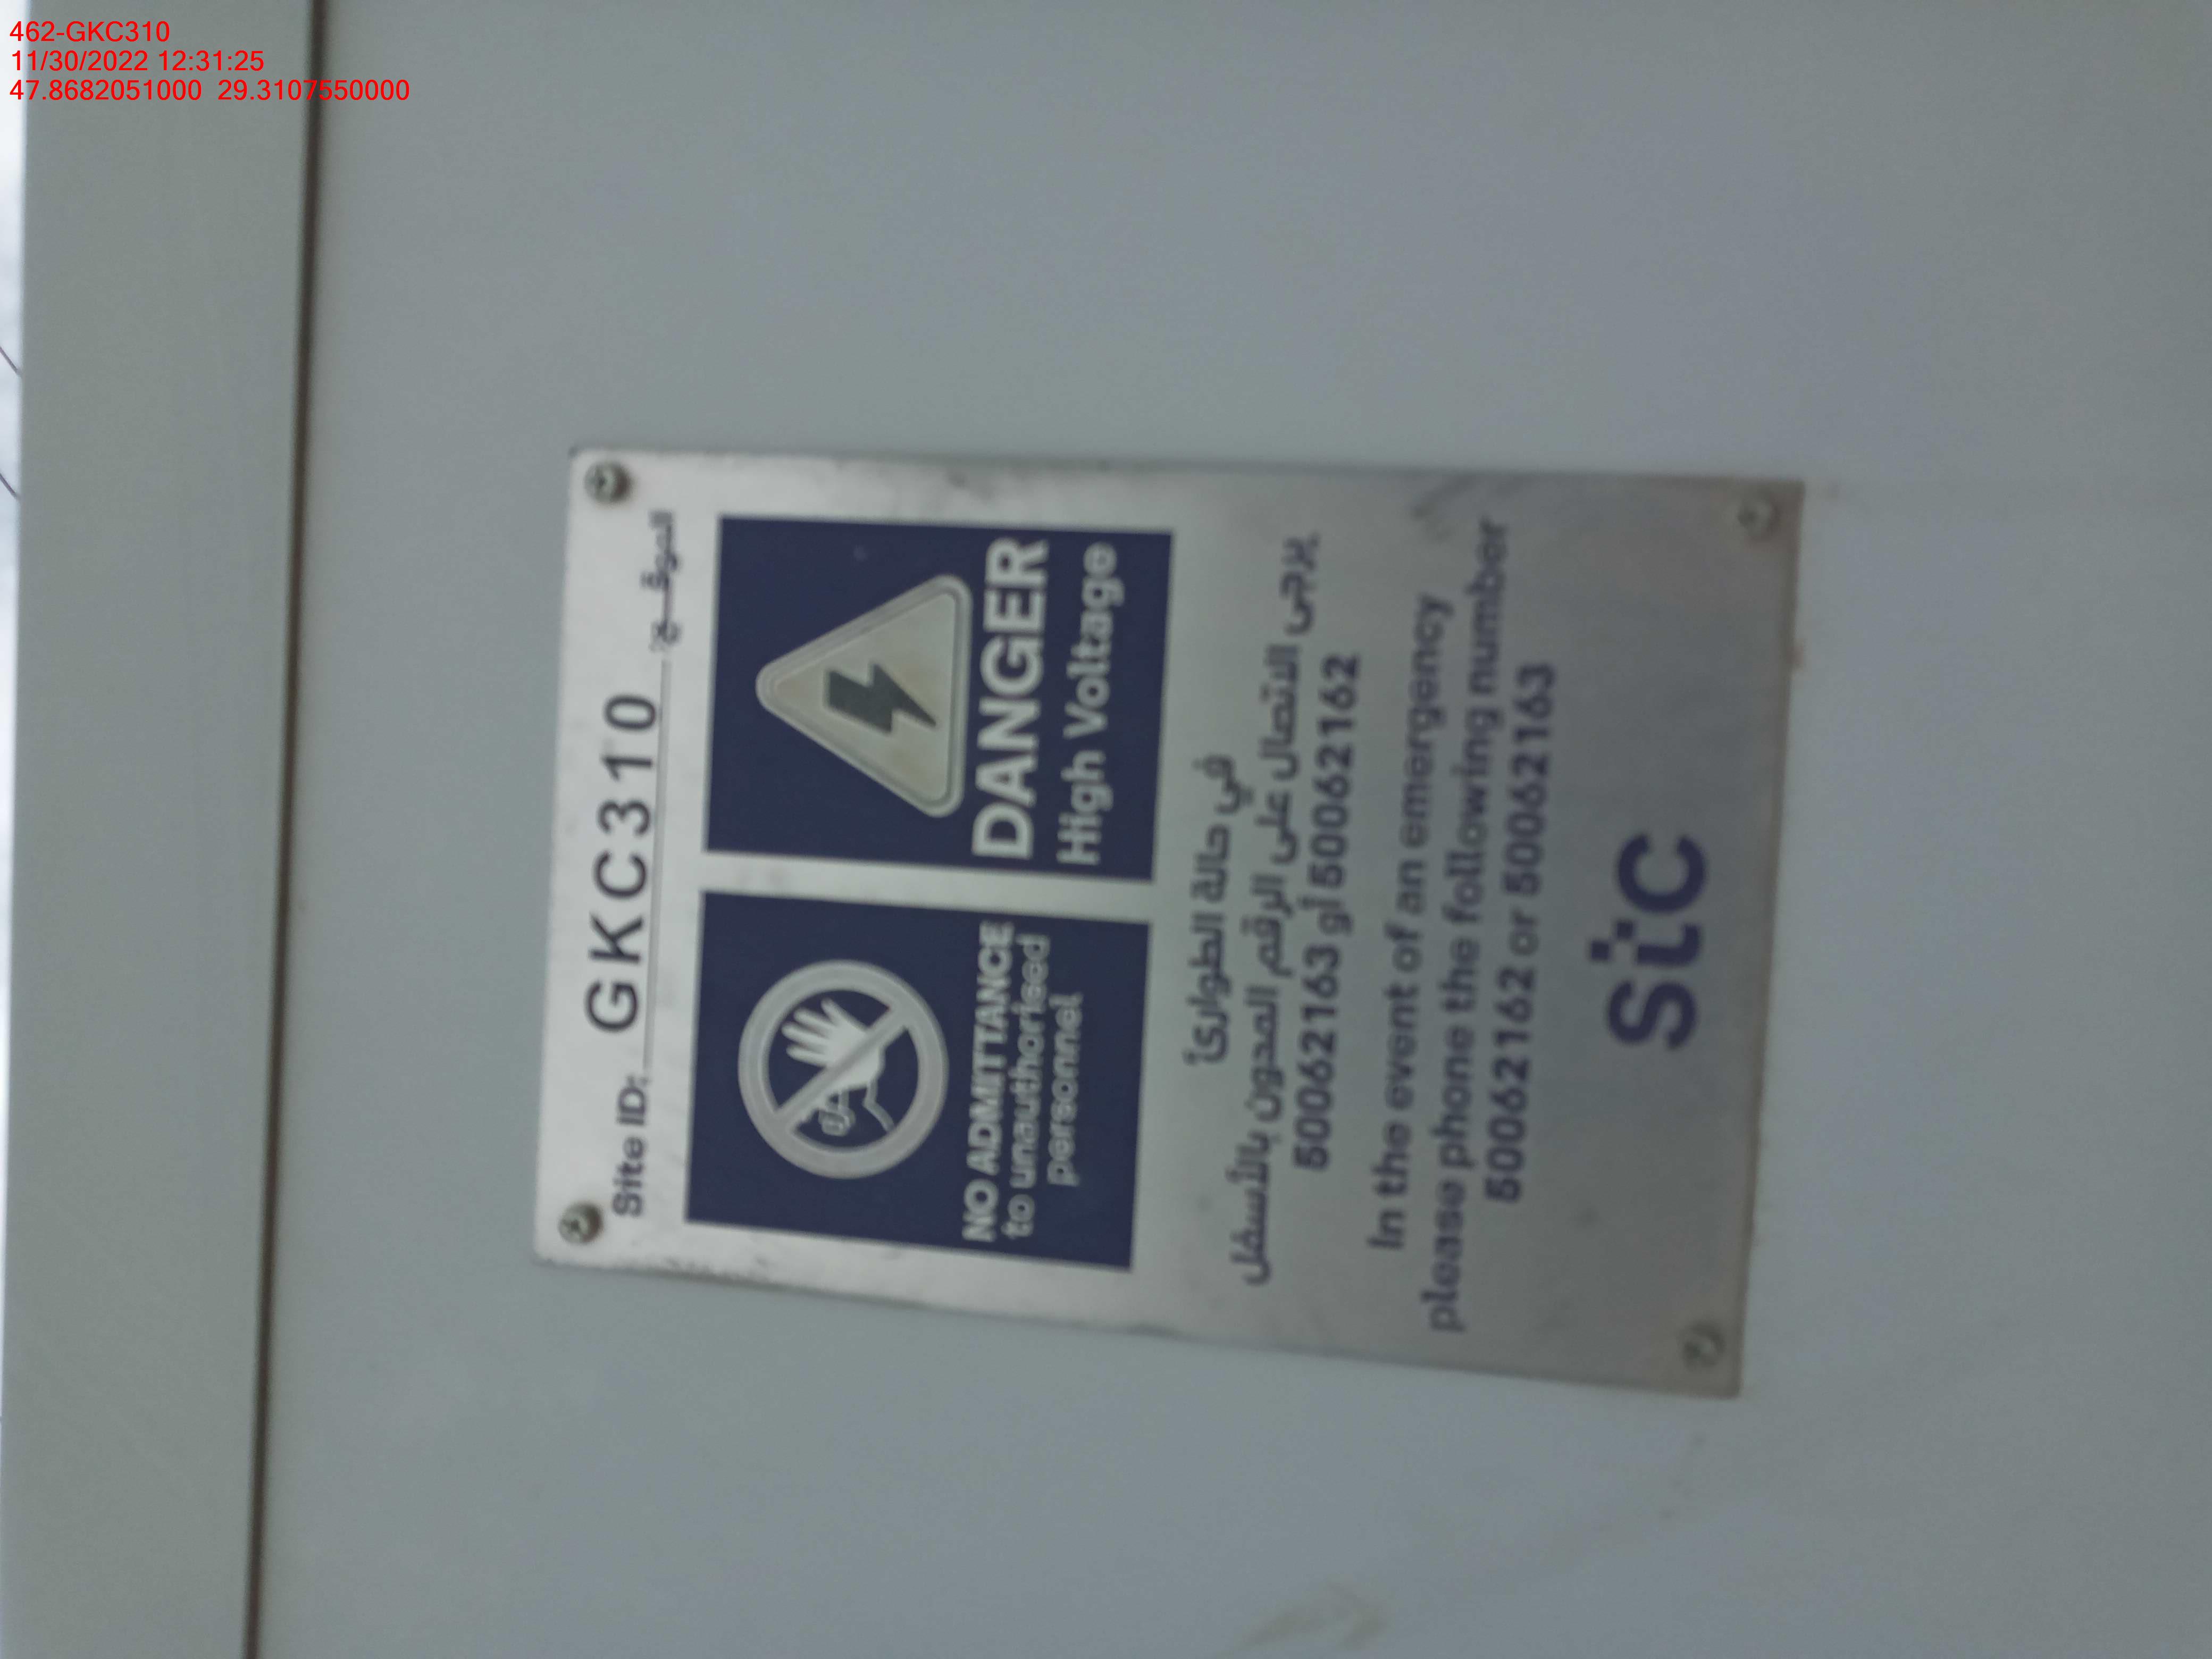 462-GKC310
11/30/2022 12:31:25
47.8682051000  29.3107550000
Site ID: GKC310 الموقـــع:
NO ADMITTANCE
to unauthorised
personnel
DANGER
High Voltage
في حالة الطوارئ
يرجى الاتصال على الرقم المدون بالأسفل
50062163 أو 50062162
In the event of an emergency
please phone the following number
50062162 or 50062163
stc